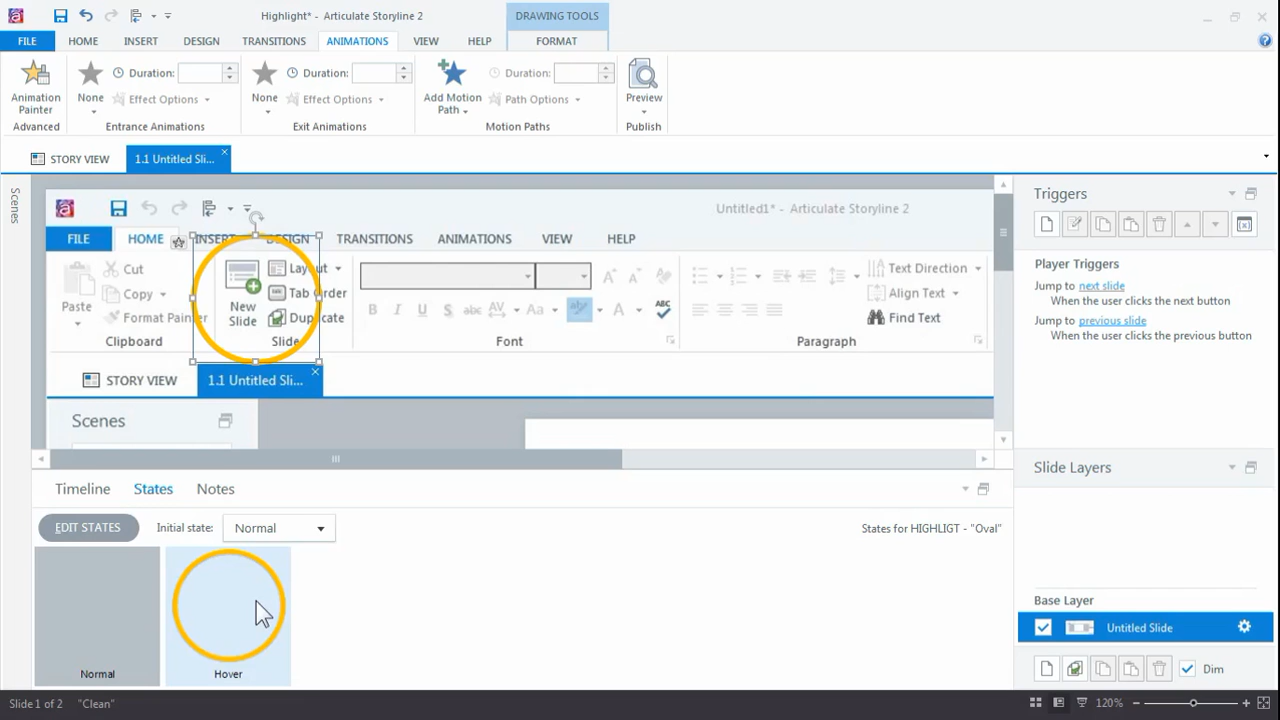 Highlight* - Articulate Storyline 2
DRAWING TOOLS
FILE HOME INSERT DESIGN TRANSITIONS ANIMATIONS VIEW HELP FORMAT
Animation Painter
None
Duration:
Effect Options
None
Duration:
Effect Options
Add Motion Path
Duration:
Path Options
Preview
Advanced Entrance Animations Exit Animations Motion Paths Publish
STORY VIEW 1.1 Untitled Sli...
Scenes
Untitled1* - Articulate Storyline 2
FILE HOME INSERT DESIGN TRANSITIONS ANIMATIONS VIEW HELP
Paste
Cut
Copy
Format Painter
Clipboard
New Slide
Layout
Tab Order
Duplicate
Slide
B I U S abc AV Aa A
ABC
Font
Text Direction
Align Text
Find Text
Paragraph
STORY VIEW 1.1 Untitled Sli...
Scenes
Timeline States Notes
EDIT STATES Initial state: Normal
States for HIGHLIGT - "Oval"
Normal Hover
Triggers
Player Triggers
Jump to next slide
When the user clicks the next button
Jump to previous slide
When the user clicks the previous button
Slide Layers
Base Layer
Untitled Slide
Dim
Slide 1 of 2 "Clean"
120%